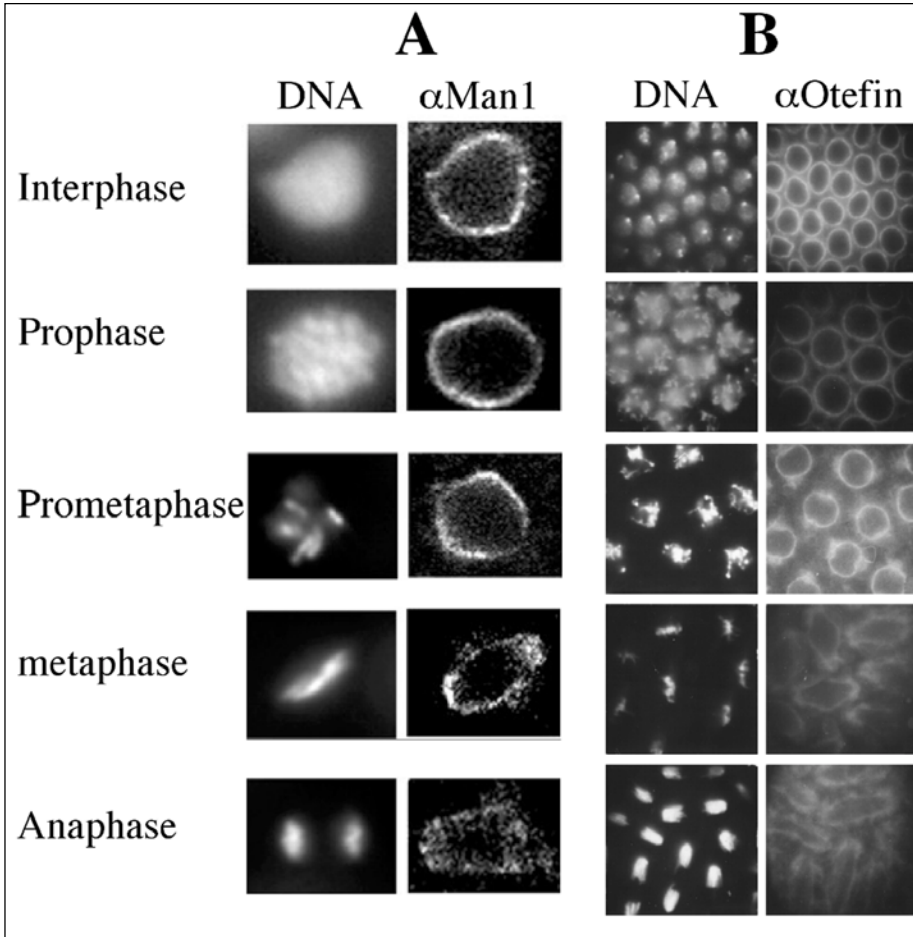 A B
DNA αMan1 DNA αOtefin
Interphase
Prophase
Prometaphase
metaphase
Anaphase